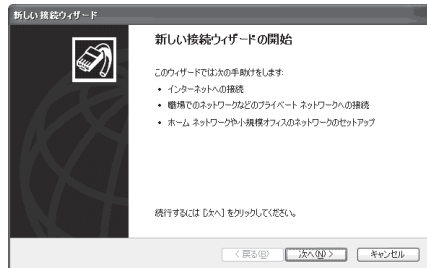 新しい接続ウィザード
新しい接続ウィザードの開始
このウィザードでは次の手助けをします:
• インターネットへの接続
• 職場でのネットワークなどのプライベート ネットワークへの接続
• ホーム ネットワークや小規模オフィスのネットワークのセットアップ
続行するには [次へ] をクリックしてください。
< 戻る(B)
次へ(N) >
キャンセル